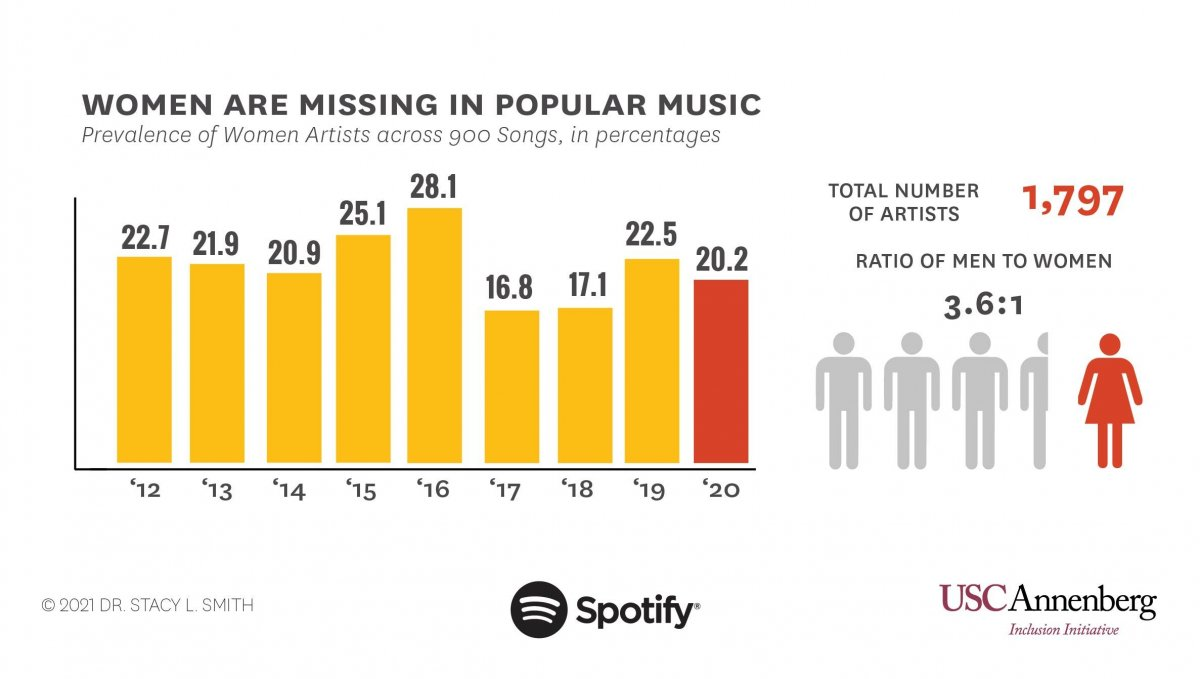 WOMEN ARE MISSING IN POPULAR MUSIC
Prevalence of Women Artists across 900 Songs, in percentages
22.7
21.9
20.9
25.1
28.1
16.8
17.1
22.5
20.2
‘12
‘13
‘14
‘15
‘16
‘17
‘18
‘19
‘20
TOTAL NUMBER
OF ARTISTS
1,797
RATIO OF MEN TO WOMEN
3.6:1
© 2021 DR. STACY L. SMITH
Spotify®
USC Annenberg
Inclusion Initiative